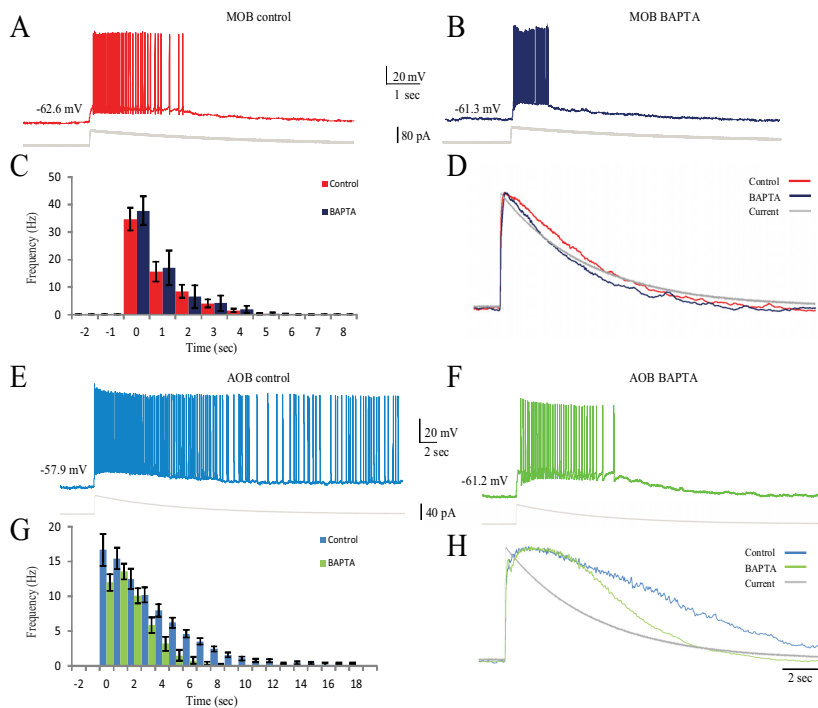 A
MOB control
-62.6 mV
20 mV
1 sec
80 pA
B
MOB BAPTA
-61.3 mV
C
Frequency (Hz)
50
40
30
20
10
0
Control
BAPTA
-2 -1 0 1 2 3 4 5 6 7 8
Time (sec)
D
Control
BAPTA
Current
E
AOB control
-57.9 mV
20 mV
2 sec
40 pA
F
AOB BAPTA
-61.2 mV
G
Frequency (Hz)
20
15
10
5
0
Control
BAPTA
-2 0 2 4 6 8 10 12 14 16 18
Time (sec)
H
Control
BAPTA
Current
2 sec